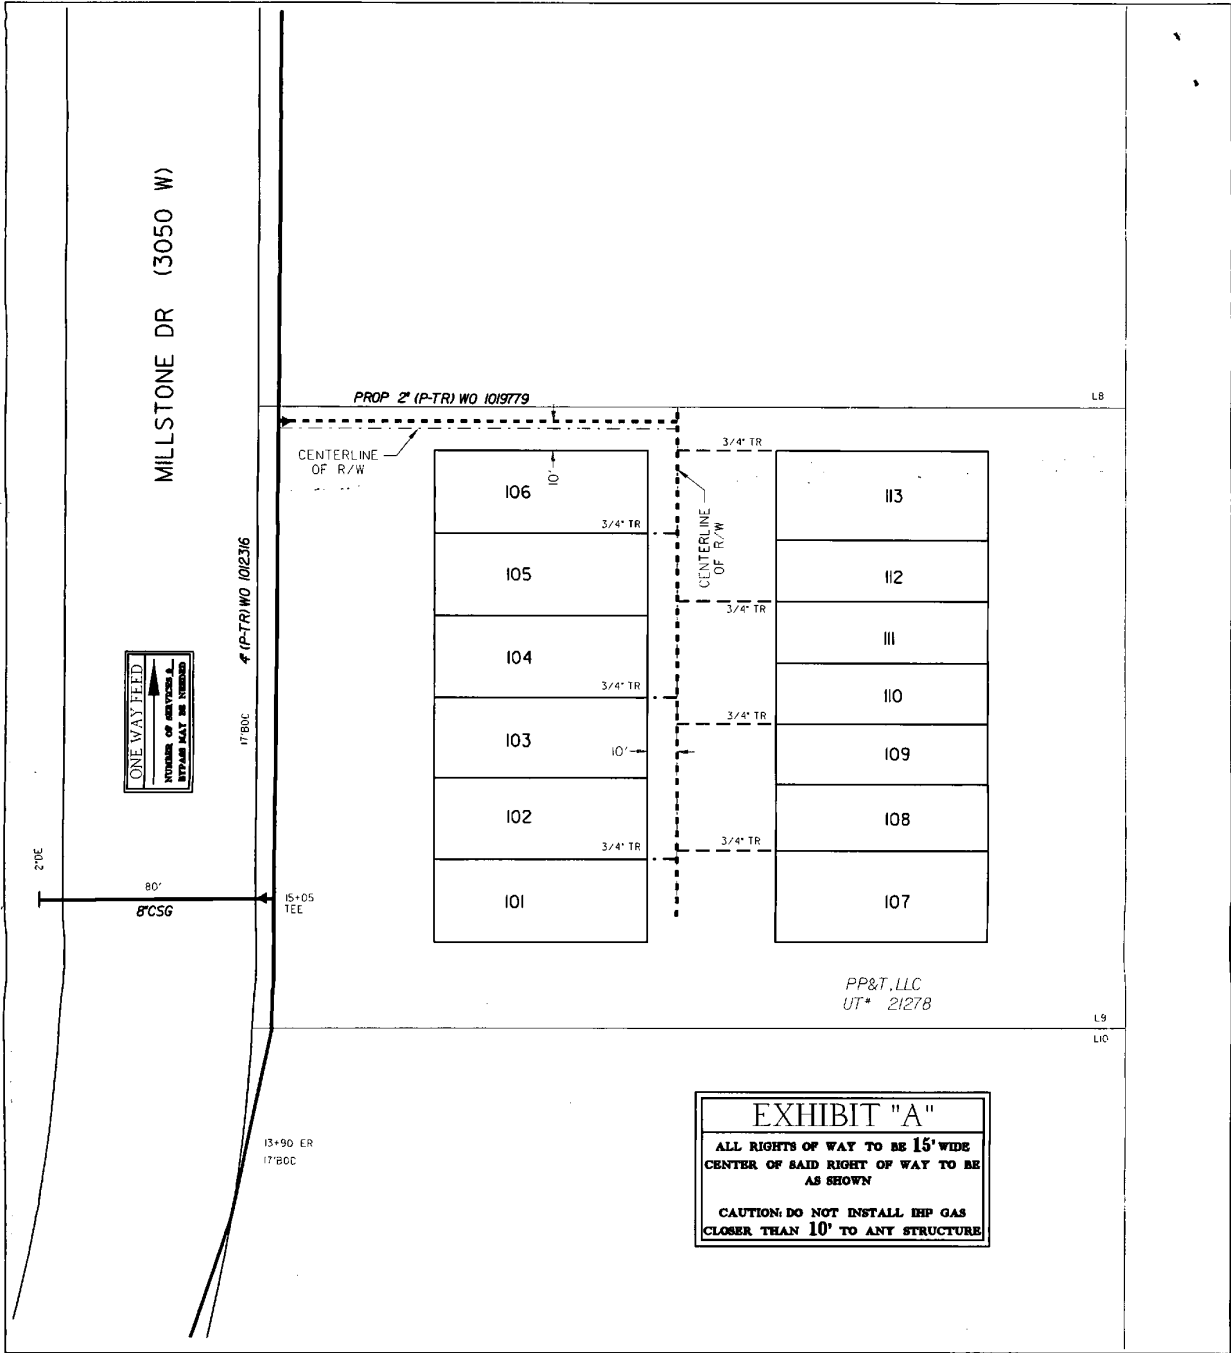 MILLSTONE DR (3050 W)
PROP 2" (P-TR) WO 1019779
L8
CENTERLINE
OF R/W
3/4" TR
10'
106
3/4" TR
CENTERLINE
OF R/W
113
105
112
3/4" TR
4" (P-TR) WO 1012316
104
111
3/4" TR
110
3/4" TR
17'BOC
103
10'
109
ONE WAY FEED
NUMBER OF SERVICES &
BYPASS MAY BE NEEDED
102
108
3/4" TR
3/4" TR
30.2'
80'
8"CSG
15+05
TEE
101
107
PP&T, LLC
UT# 21278
L9
L10
13+90 ER
17'BOC
EXHIBIT "A"
ALL RIGHTS OF WAY TO BE 15' WIDE
CENTER OF SAID RIGHT OF WAY TO BE
AS SHOWN
CAUTION: DO NOT INSTALL IHP GAS
CLOSER THAN 10' TO ANY STRUCTURE